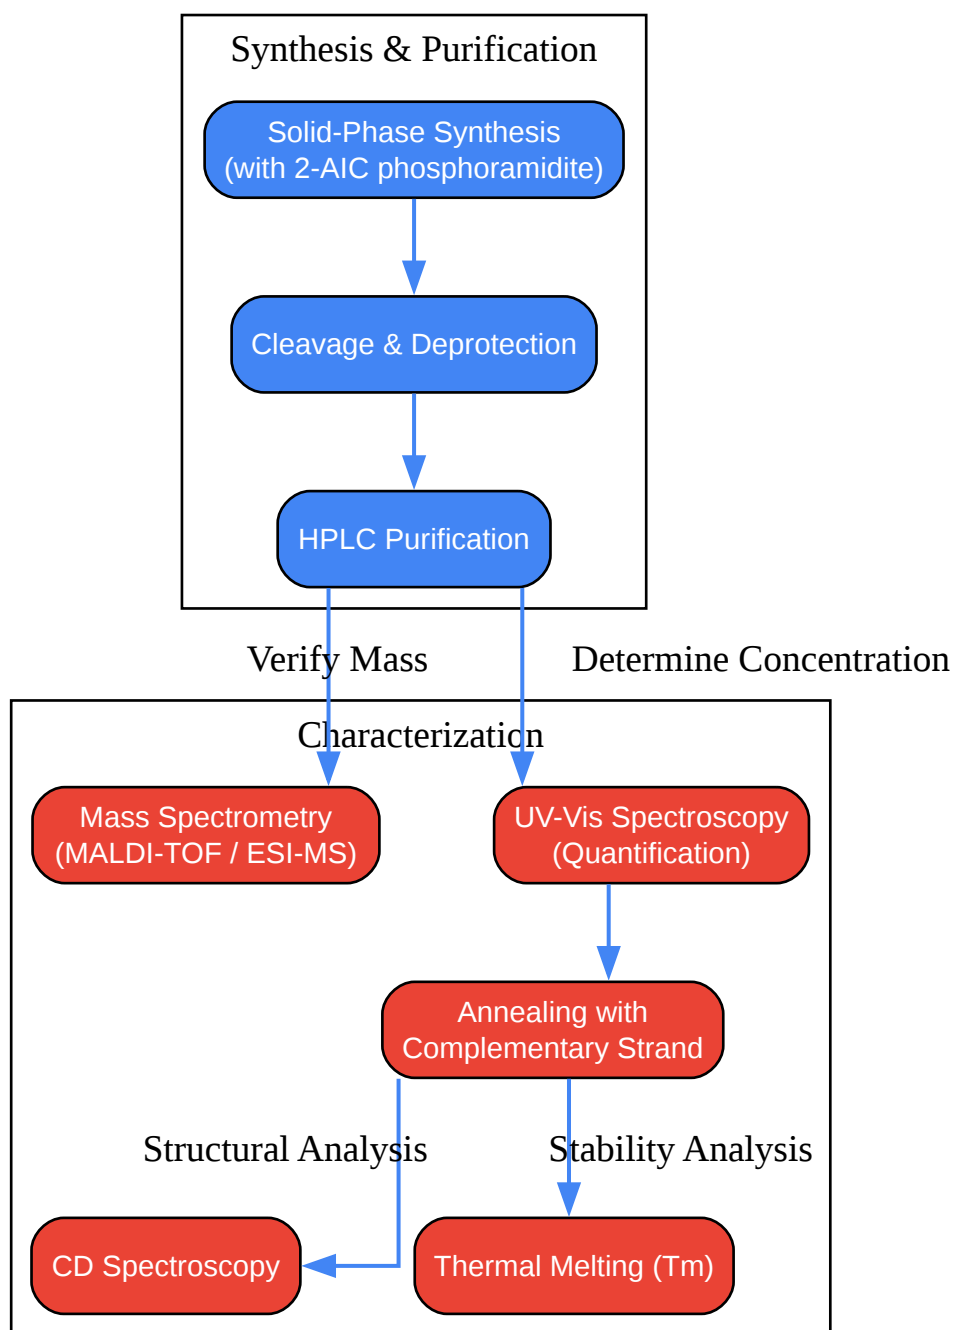 Synthesis & Purification
Solid-Phase Synthesis
(with 2-AIC phosphoramidite)
Cleavage & Deprotection
HPLC Purification
Verify Mass
Determine Concentration
Characterization
Mass Spectrometry
(MALDI-TOF / ESI-MS)
UV-Vis Spectroscopy
(Quantification)
Annealing with
Complementary Strand
Structural Analysis
Stability Analysis
CD Spectroscopy
Thermal Melting (Tm)